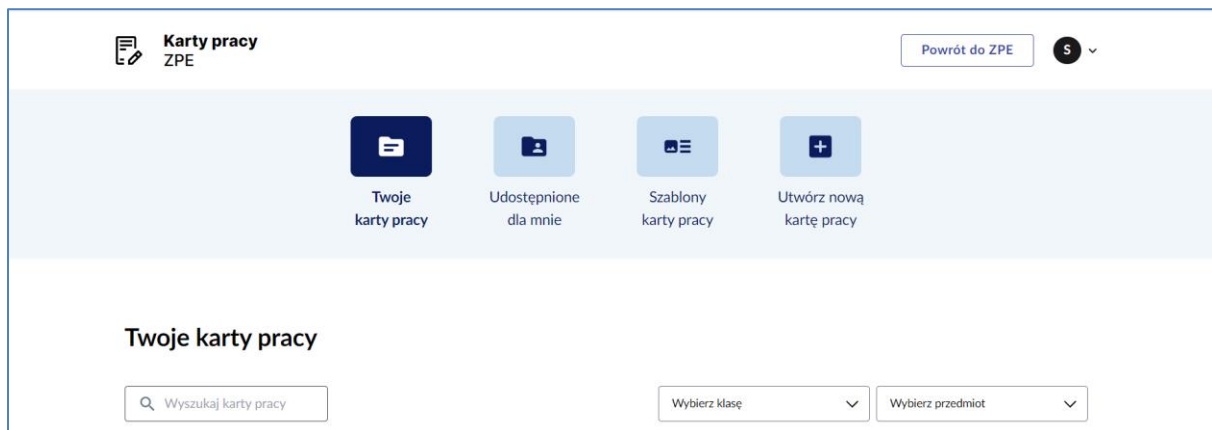 Karty pracy
ZPE
Powrót do ZPE
S
Twoje
karty pracy
Udostępnione
dla mnie
Szablony
karty pracy
Utwórz nową
kartę pracy
Twoje karty pracy
Wyszukaj karty pracy
Wybierz klasę
Wybierz przedmiot